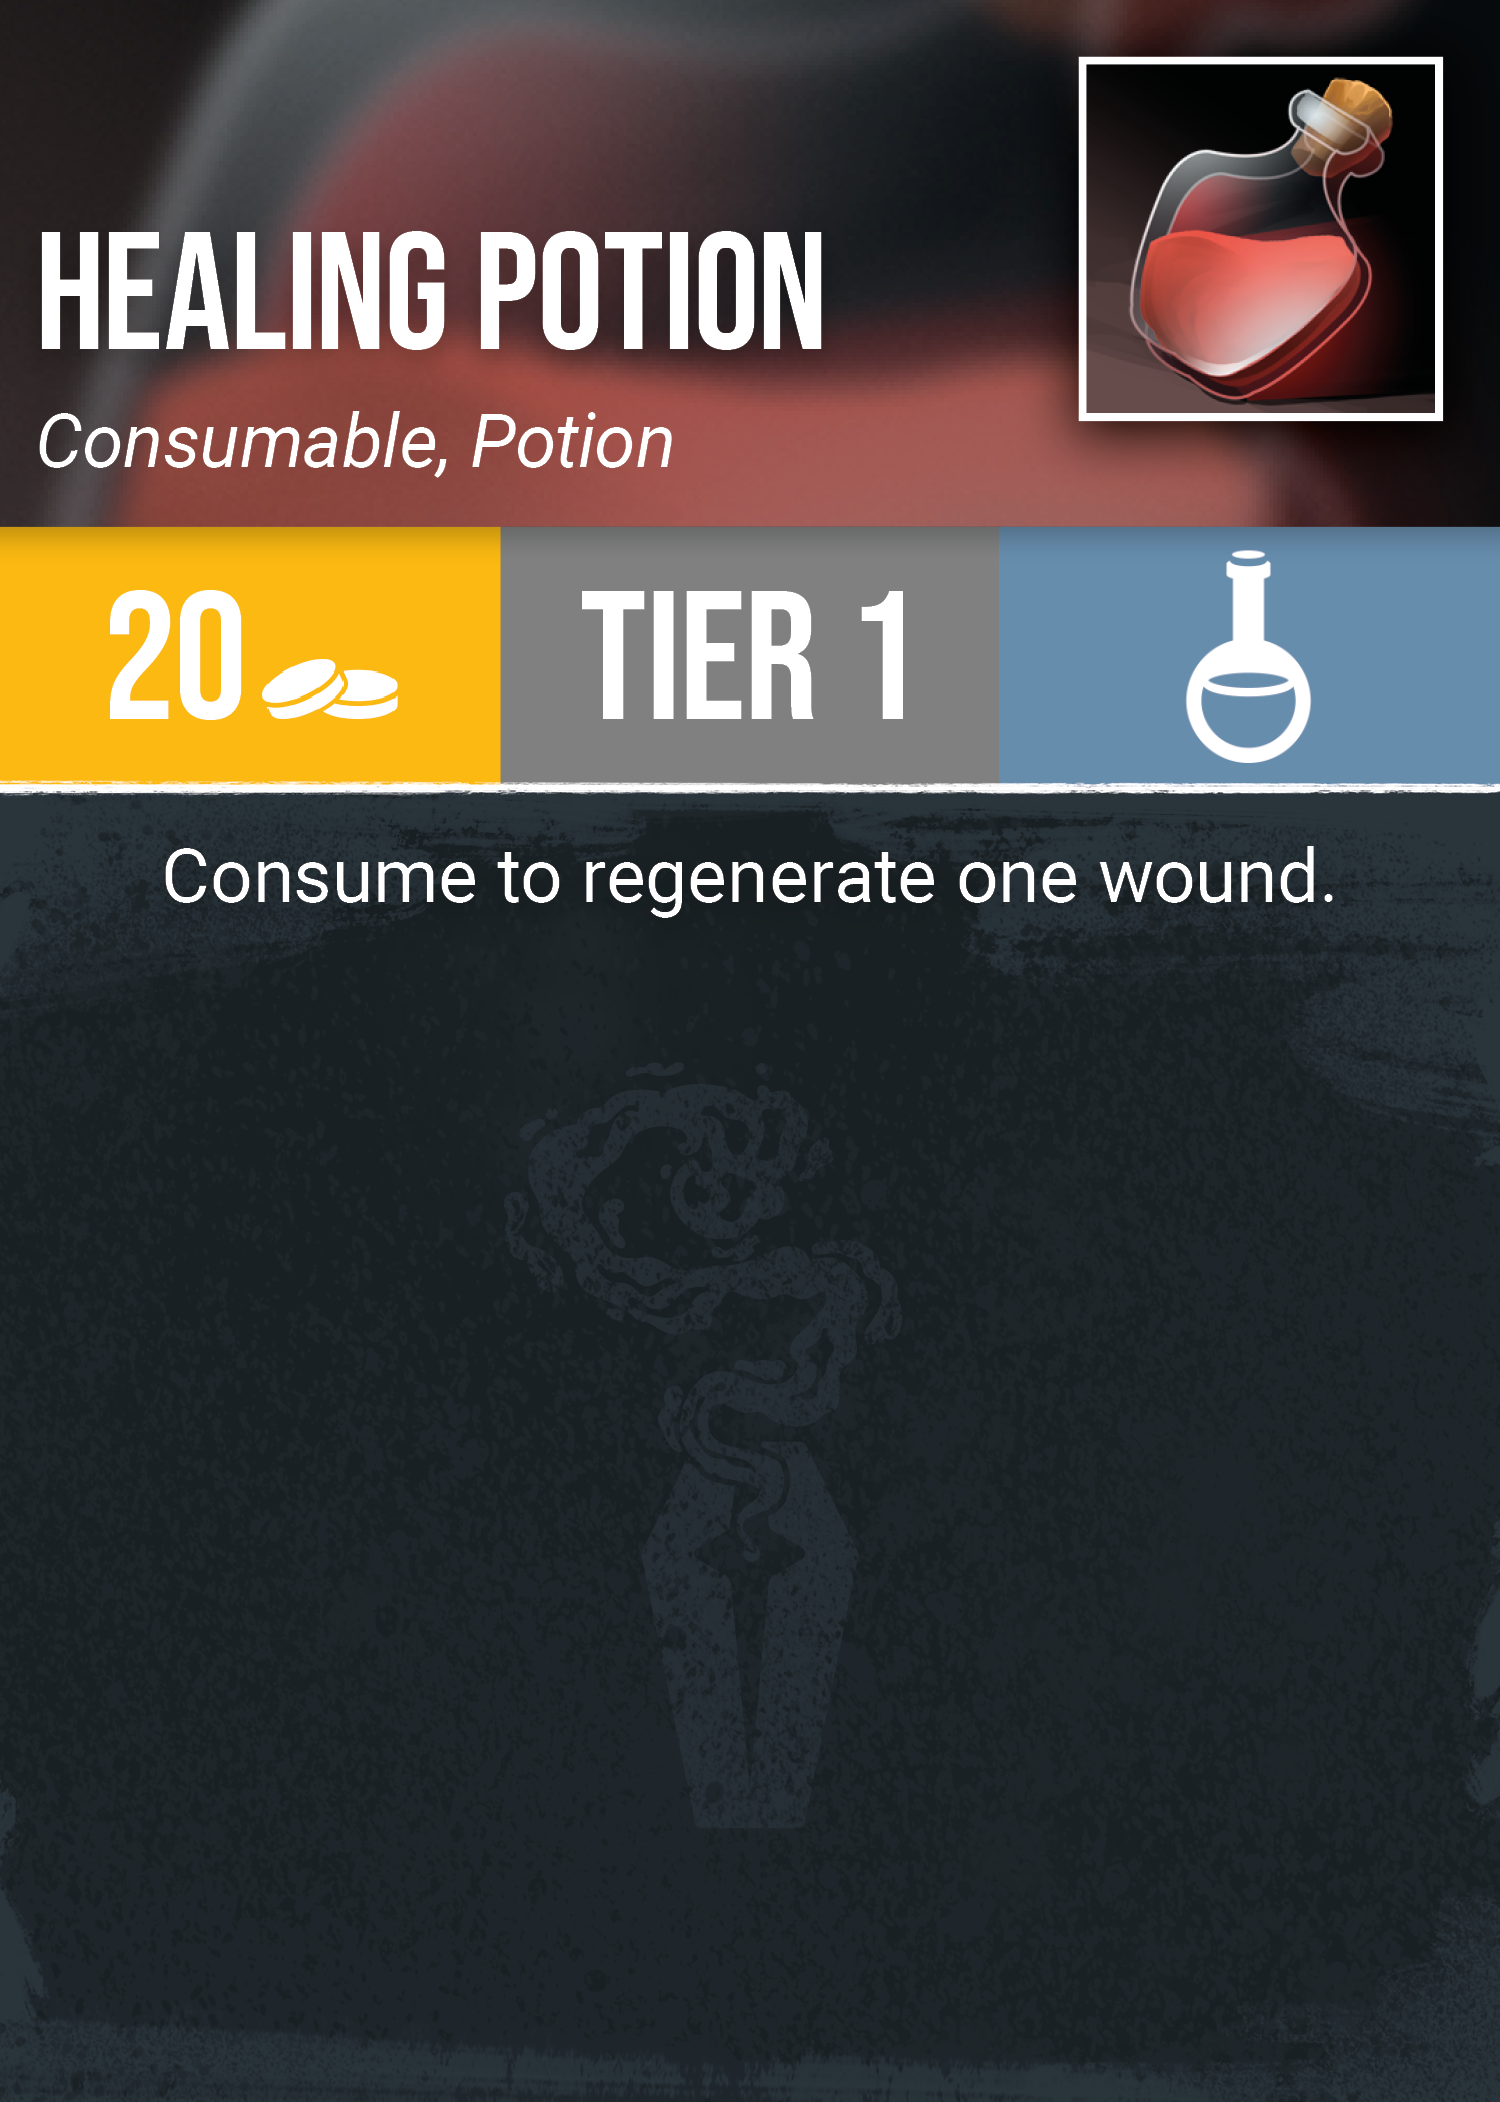 HEALING POTION
Consumable, Potion
20
TIER 1
Consume to regenerate one wound.